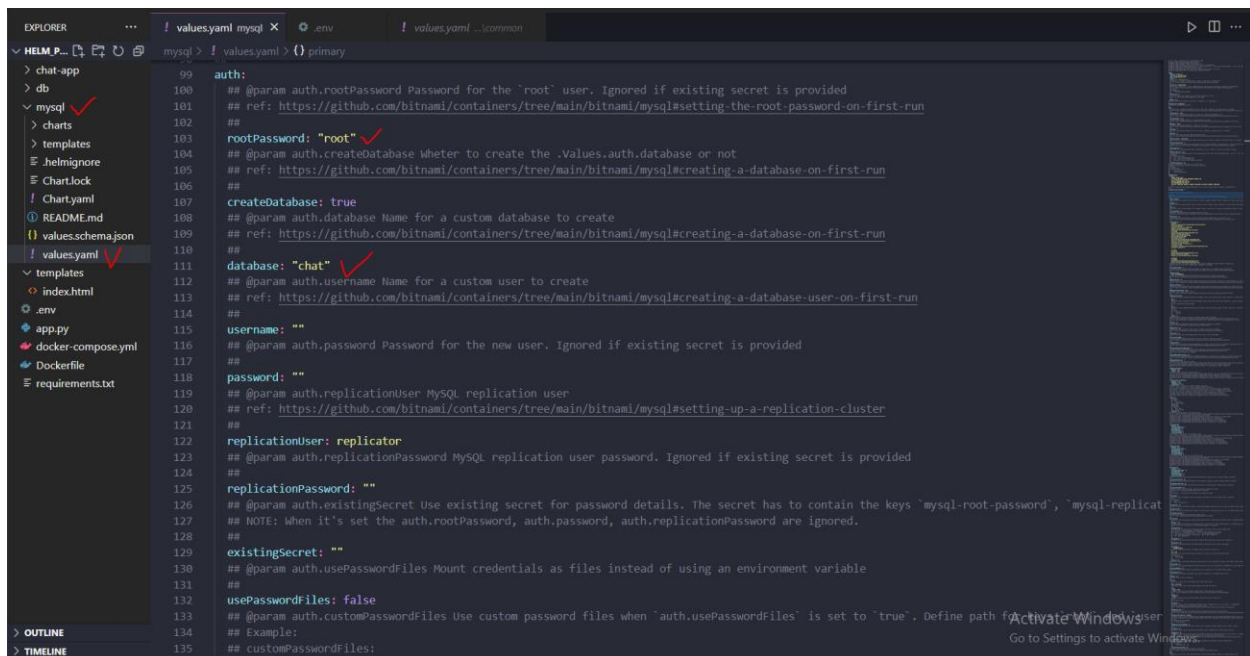 EXPLORER
values.yaml mysql
.env
values.yaml ...\common
HELM_P...
mysql > values.yaml > {} primary
chat-app
db
mysql
charts
templates
.helmignore
Chart.lock
Chart.yaml
README.md
values.schema.json
values.yaml
templates
index.html
.env
app.py
docker-compose.yml
Dockerfile
requirements.txt
OUTLINE
TIMELINE
99 auth:
100 ## @param auth.rootPassword Password for the `root` user. Ignored if existing secret is provided
101 ## ref: https://github.com/bitnami/containers/tree/main/bitnami/mysql#setting-the-root-password-on-first-run
102 ##
103 rootPassword: "root"
104 ## @param auth.createDatabase Wheter to create the .Values.auth.database or not
105 ## ref: https://github.com/bitnami/containers/tree/main/bitnami/mysql#creating-a-database-on-first-run
106 ##
107 createDatabase: true
108 ## @param auth.database Name for a custom database to create
109 ## ref: https://github.com/bitnami/containers/tree/main/bitnami/mysql#creating-a-database-on-first-run
110 ##
111 database: "chat"
112 ## @param auth.username Name for a custom user to create
113 ## ref: https://github.com/bitnami/containers/tree/main/bitnami/mysql#creating-a-database-user-on-first-run
114 ##
115 username: ""
116 ## @param auth.password Password for the new user. Ignored if existing secret is provided
117 ##
118 password: ""
119 ## @param auth.replicationUser MySQL replication user
120 ## ref: https://github.com/bitnami/containers/tree/main/bitnami/mysql#setting-up-a-replication-cluster
121 ##
122 replicationUser: replicator
123 ## @param auth.replicationPassword MySQL replication user password. Ignored if existing secret is provided
124 ##
125 replicationPassword: ""
126 ## @param auth.existingSecret Use existing secret for password details. The secret has to contain the keys `mysql-root-password`, `mysql-replicat
127 ## NOTE: When it's set the auth.rootPassword, auth.password, auth.replicationPassword are ignored.
128 ##
129 existingSecret: ""
130 ## @param auth.usePasswordFiles Mount credentials as files instead of using an environment variable
131 ##
132 usePasswordFiles: false
133 ## @param auth.customPasswordFiles Use custom password files when `auth.usePasswordFiles` is set to `true`. Define path user
134 ## Example:
135 ## customPasswordFiles:
Activate Windows
Go to Settings to activate Windows.